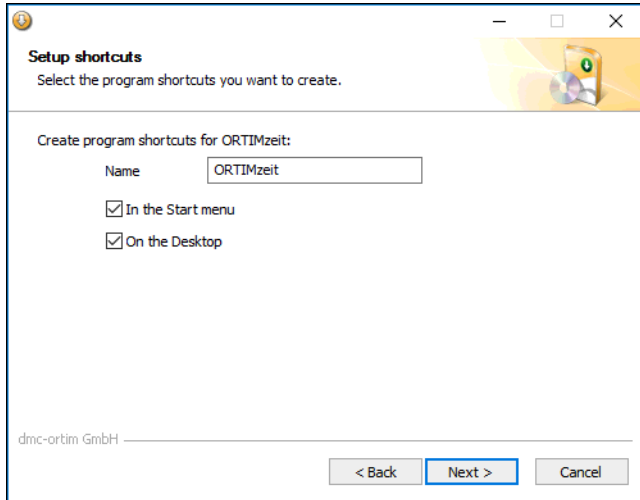 Setup shortcuts
Select the program shortcuts you want to create.
Create program shortcuts for ORTIMzeit:
Name ORTIMzeit
In the Start menu
On the Desktop
dmc-ortim GmbH
< Back Next > Cancel